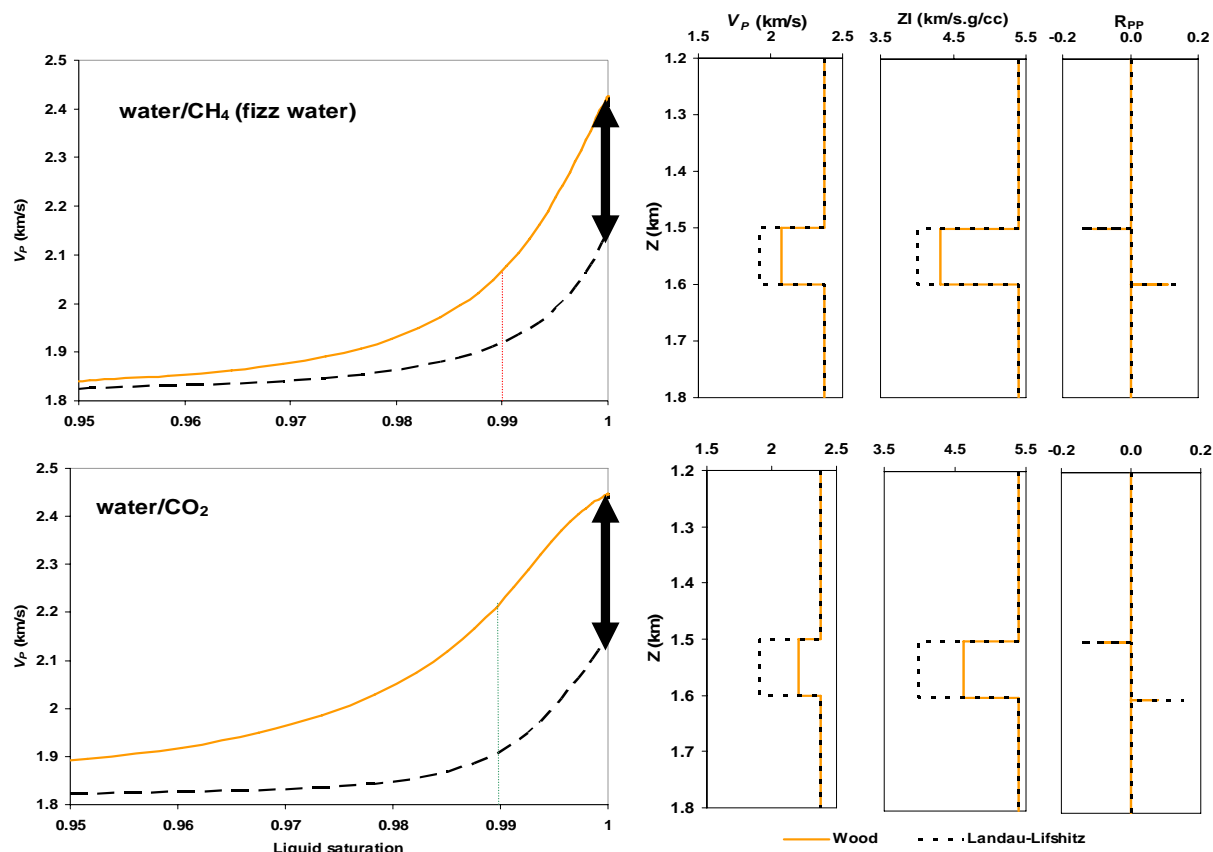 V_P (km/s)
ZI (km/s.g/cc)
R_PP
1.5 2 2.5
3.5 4.5 5.5
-0.2 0.0 0.2
2.5
2.4
2.3
2.2
2.1
2
1.9
1.8
V_P (km/s)
water/CH₄ (fizz water)
0.95 0.96 0.97 0.98 0.99 1
1.2
1.3
1.4
1.5
1.6
1.7
1.8
Z (km)
2.5
2.4
2.3
2.2
2.1
2
1.9
1.8
V_P (km/s)
water/CO₂
0.95 0.96 0.97 0.98 0.99 1
Liquid saturation
1.5 2 2.5
3.5 4.5 5.5
-0.2 0.0 0.2
1.2
1.3
1.4
1.5
1.6
1.7
1.8
Z (km)
Wood
Landau-Lifshitz